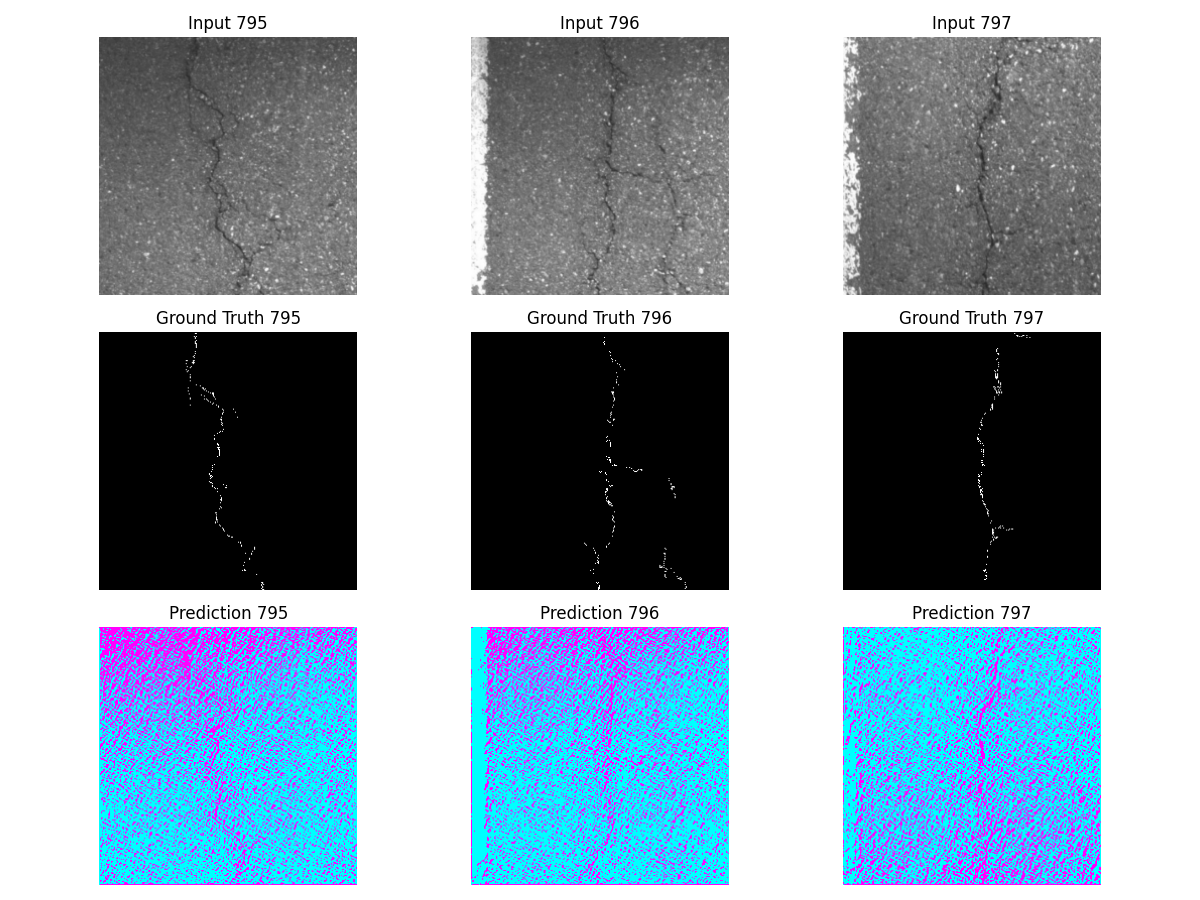 Input 795
Input 796
Input 797
Ground Truth 795
Ground Truth 796
Ground Truth 797
Prediction 795
Prediction 796
Prediction 797